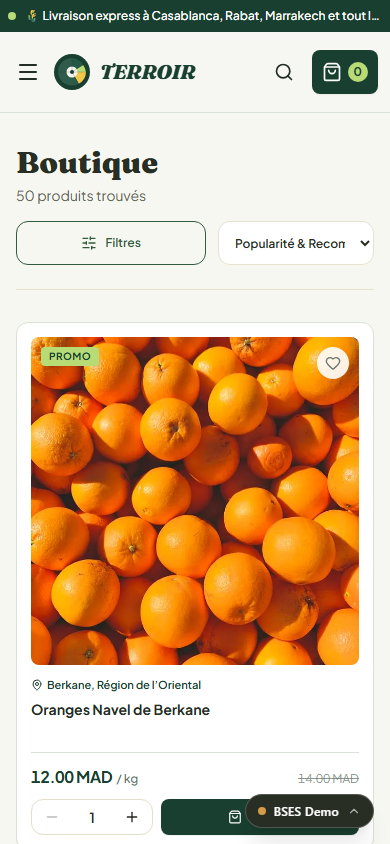 Livraison express à Casablanca, Rabat, Marrakech et tout l...
TERROIR
0
Boutique
50 produits trouvés
Filtres
Popularité & Recom
PROMO
Berkane, Région de l'Oriental
Oranges Navel de Berkane
12.00 MAD / kg
14.00 MAD
1
BSES Demo